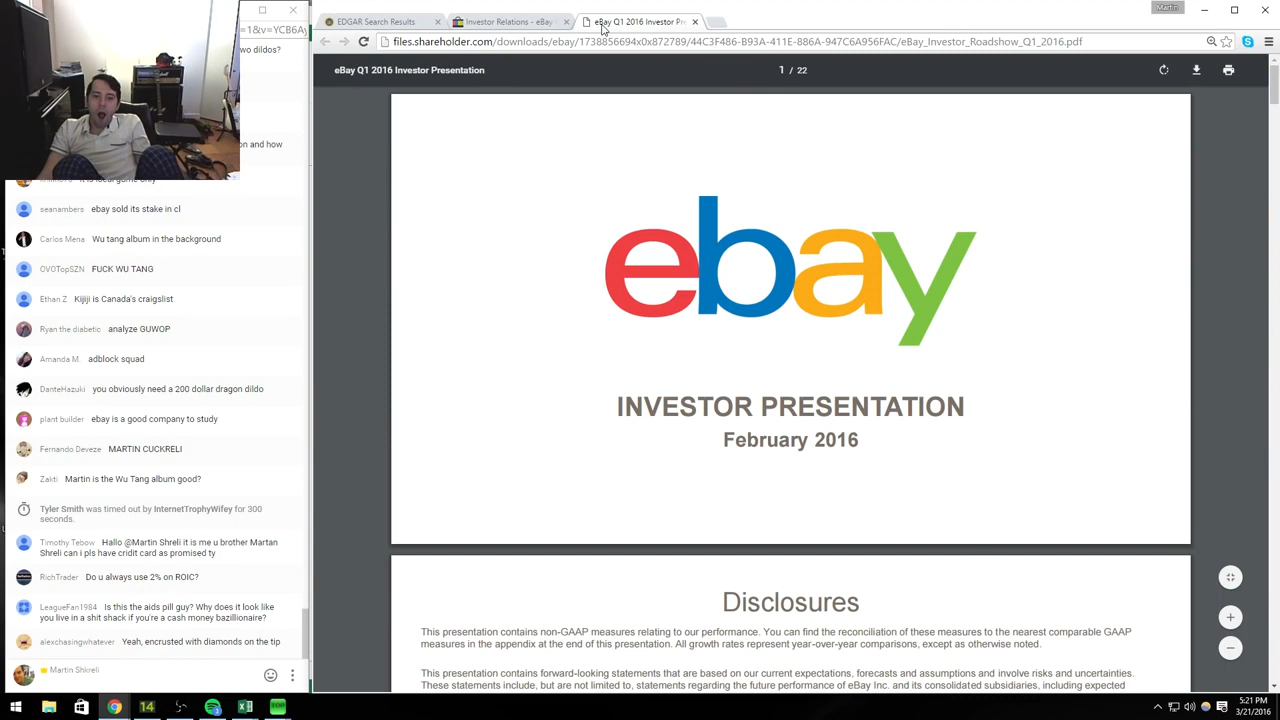 EDGAR Search Results
Investor Relations - eBay
eBay Q1 2016 Investor Pre
Martin
=1&v=YCB6Ay
files.shareholder.com/downloads/ebay/1738856694x0x872789/44C3F486-B93A-411E-886A-947C6A956FAC/eBay_Investor_Roadshow_Q1_2016.pdf
wo dildos?
eBay Q1 2016 Investor Presentation
1 / 22
on and how
seanambers ebay sold its stake in cl
Carlos Mena Wu tang album in the background
OVOTopSZN FUCK WU TANG
Ethan Z Kijiji is Canada's craigslist
Ryan the diabetic analyze GUWOP
Amanda M. adblock squad
DanteHazuki you obviously need a 200 dollar dragon dildo
plant builder ebay is a good company to study
Fernando Deveze MARTIN CUCKRELI
Zakti Martin is the Wu Tang album good?
Tyler Smith was timed out by InternetTrophyWifey for 300
seconds.
Timothy Tebow Hallo @Martin Shreli it is me u brother Martan
Shreli can i pls have cridit card as promised ty
RichTrader Do u always use 2% on ROIC?
LeagueFan1984 Is this the aids pill guy? Why does it look like
you live in a shit shack if you're a cash money bazillionaire?
alexchasingwhatever Yeah, encrusted with diamonds on the tip
Martin Shkreli
ebay
INVESTOR PRESENTATION
February 2016
Disclosures
This presentation contains non-GAAP measures relating to our performance. You can find the reconciliation of these measures to the nearest comparable GAAP
measures in the appendix at the end of this presentation. All growth rates represent year-over-year comparisons, except as otherwise noted.
This presentation contains forward-looking statements that are based on our current expectations, forecasts and assumptions and involve risks and uncertainties.
These statements include, but are not limited to, statements regarding the future performance of eBay Inc. and its consolidated subsidiaries, including expected
14
TOP
5:21 PM
3/21/2016